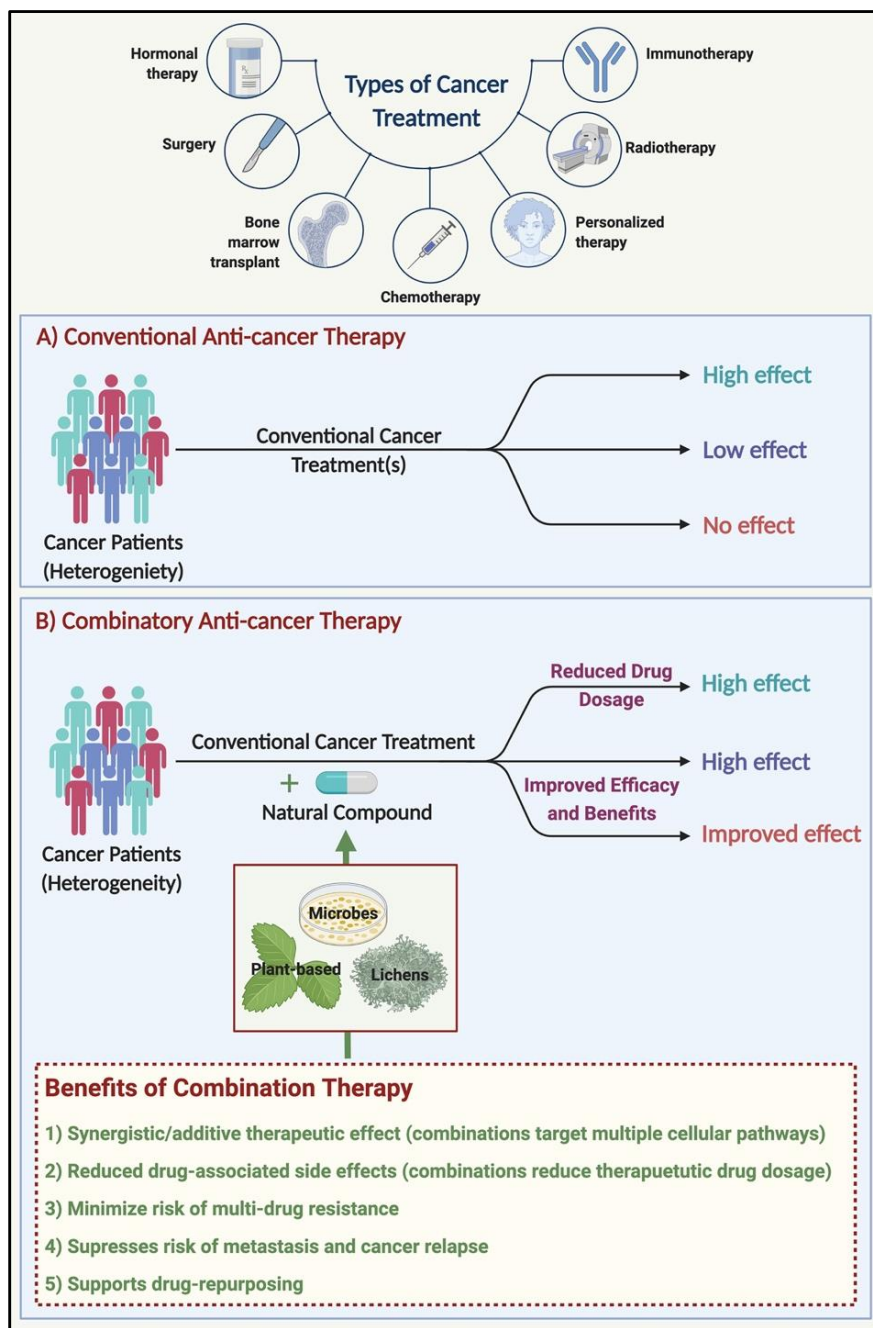 Types of Cancer
Treatment
Hormonal
therapy
Surgery
Bone
marrow
transplant
Chemotherapy
Personalized
therapy
Radiotherapy
Immunotherapy
A) Conventional Anti-cancer Therapy
Cancer Patients
(Heterogeniety)
Conventional Cancer
Treatment(s)
High effect
Low effect
No effect
B) Combinatory Anti-cancer Therapy
Cancer Patients
(Heterogeneity)
Conventional Cancer Treatment
+
Natural Compound
Reduced Drug
Dosage
Improved Efficacy
and Benefits
High effect
High effect
Improved effect
Microbes
Plant-based
Lichens
Benefits of Combination Therapy
1) Synergistic/additive therapeutic effect (combinations target multiple cellular pathways)
2) Reduced drug-associated side effects (combinations reduce therapuetutic drug dosage)
3) Minimize risk of multi-drug resistance
4) Supresses risk of metastasis and cancer relapse
5) Supports drug-repurposing